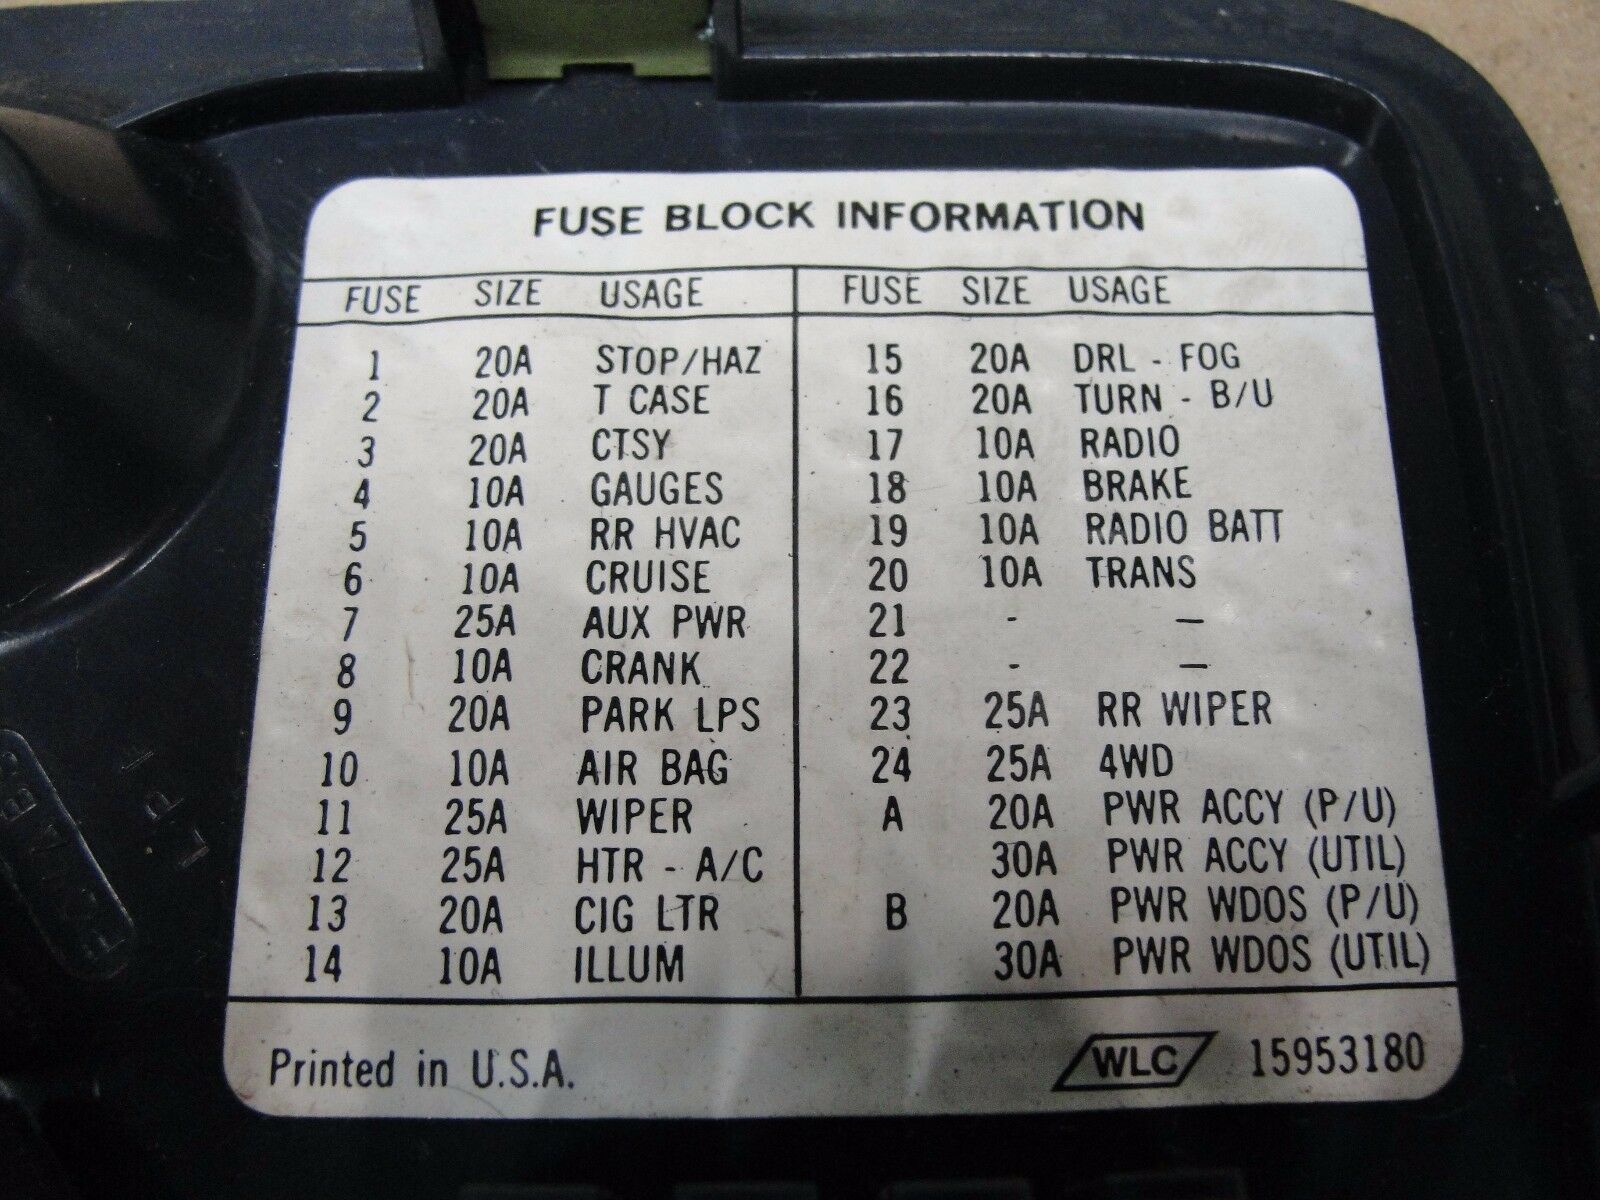 FUSE BLOCK INFORMATION
FUSE SIZE USAGE
1 20A STOP/HAZ
2 20A T CASE
3 20A CTSY
4 10A GAUGES
5 10A RR HVAC
6 10A CRUISE
7 25A AUX PWR
8 10A CRANK
9 20A PARK LPS
10 10A AIR BAG
11 25A WIPER
12 25A HTR - A/C
13 20A CIG LTR
14 10A ILLUM
FUSE SIZE USAGE
15 20A DRL - FOG
16 20A TURN - B/U
17 10A RADIO
18 10A BRAKE
19 10A RADIO BATT
20 10A TRANS
21 - —
22 - —
23 25A RR WIPER
24 25A 4WD
A 20A PWR ACCY (P/U)
30A PWR ACCY (UTIL)
B 20A PWR WDOS (P/U)
30A PWR WDOS (UTIL)
Printed in U.S.A.
WLC 15953180